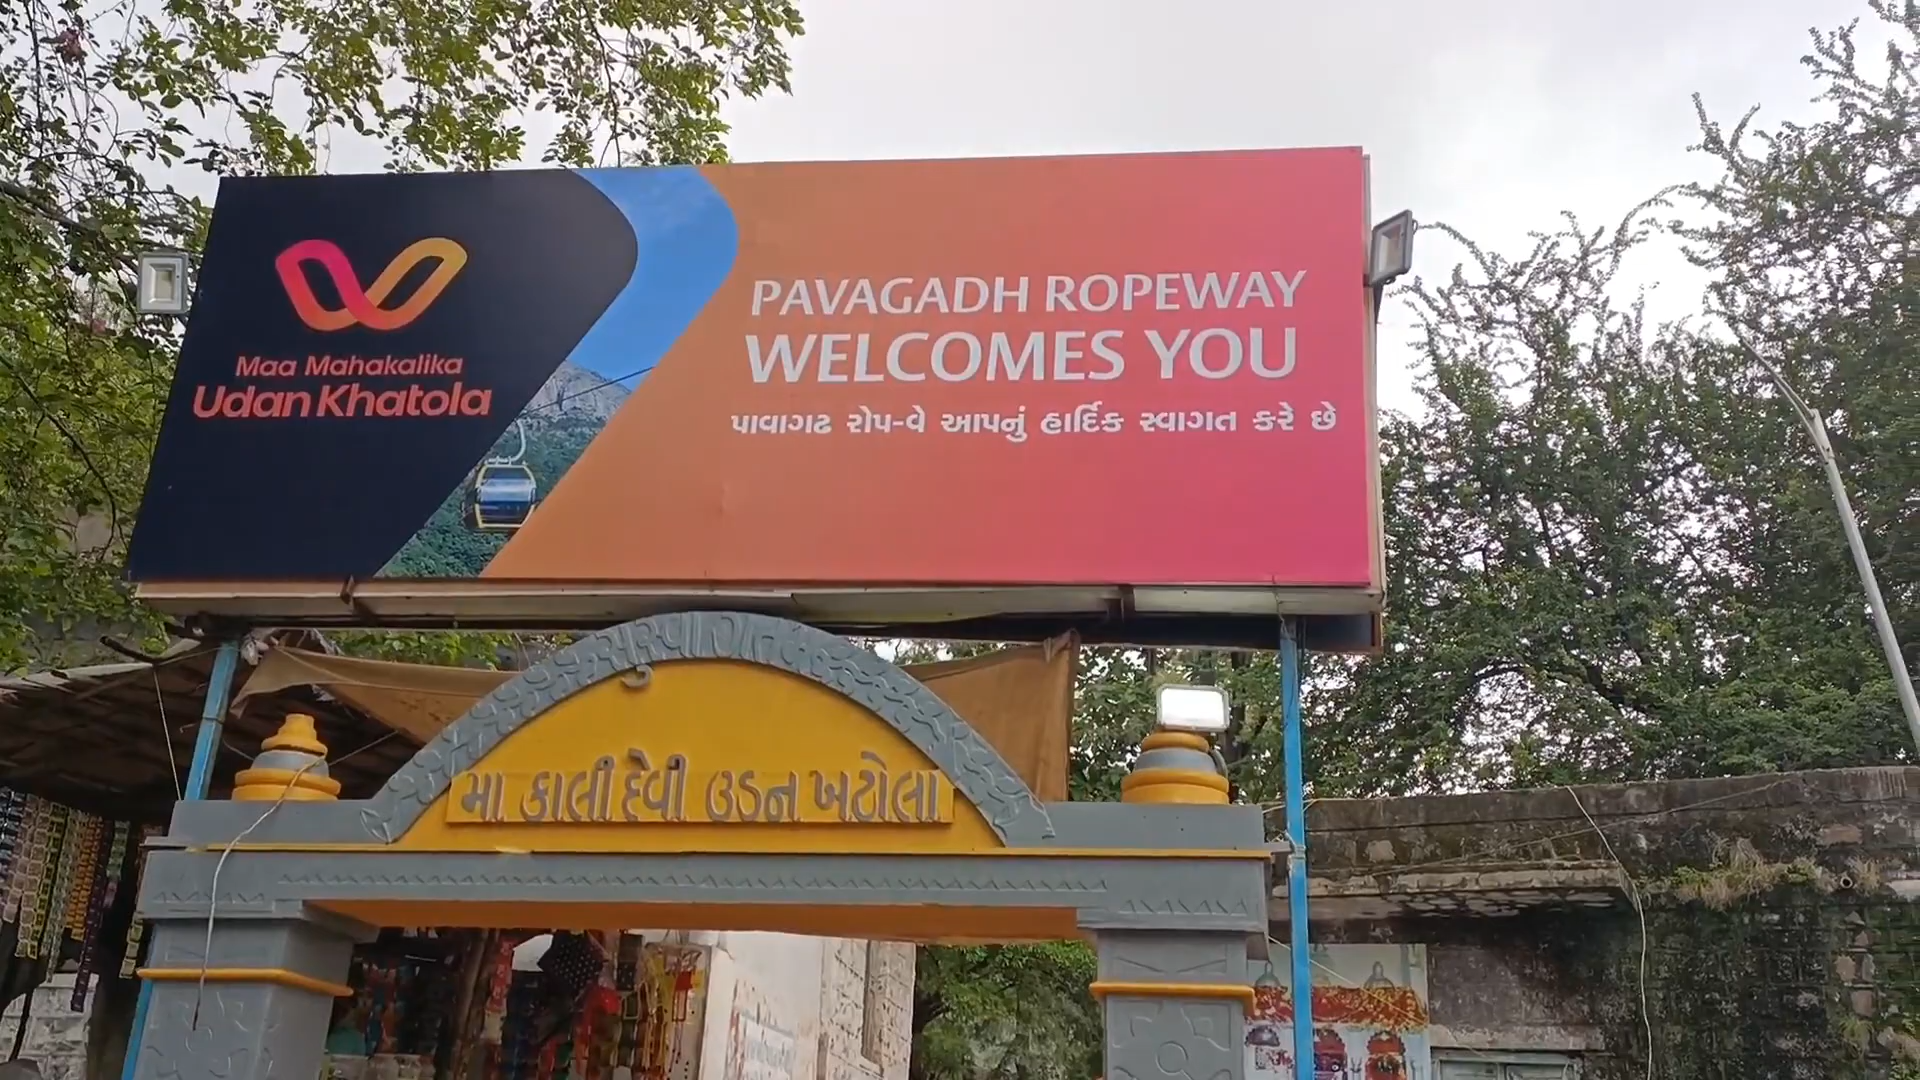 Maa Mahakalika
Udan Khatola
PAVAGADH ROPEWAY
WELCOMES YOU
પાવાગઢ રોપ-વે આપનું હાર્દિક સ્વાગત કરે છે
મા કાલી દેવી ઉડન ખટોલા